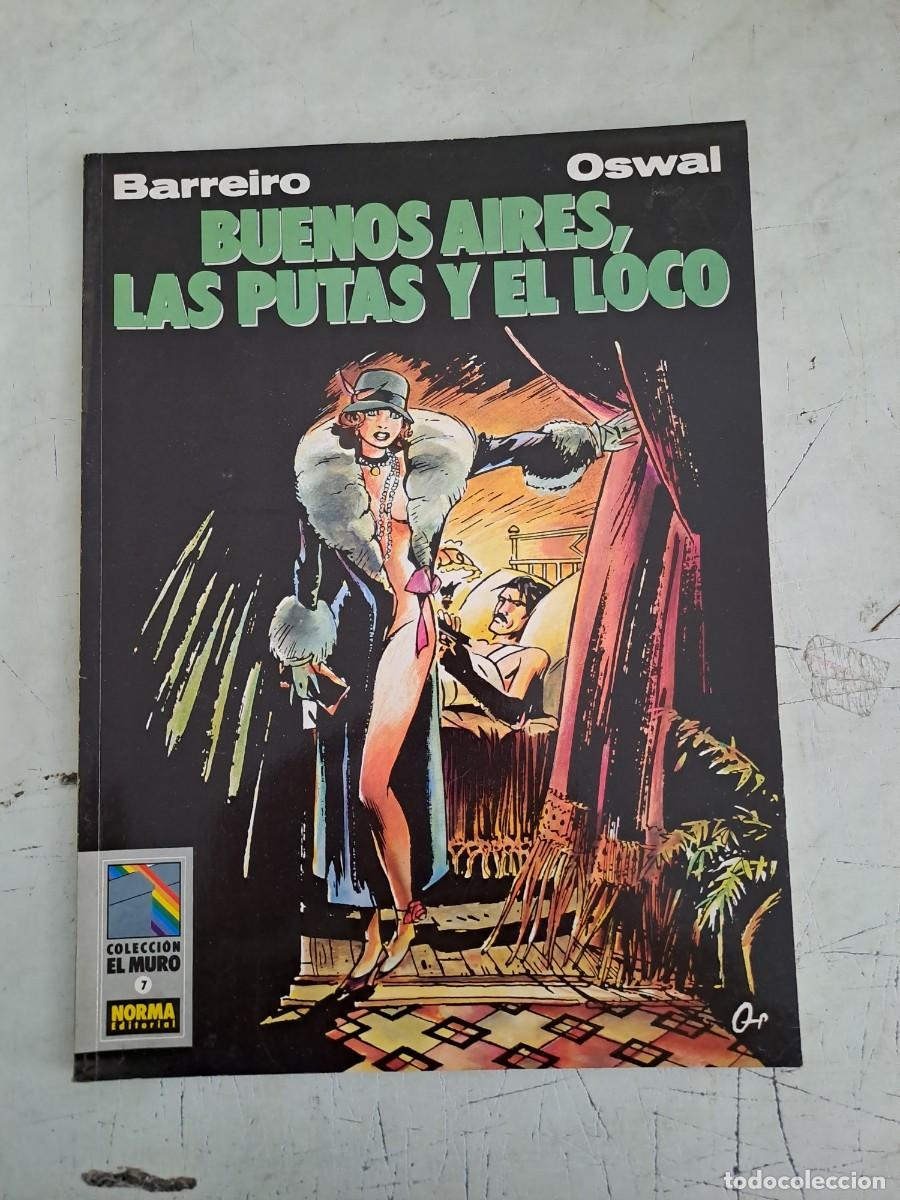 Barreiro Oswal
BUENOS AIRES,
LAS PUTAS Y EL LOCO
COLECCIÓN
EL MURO
7
NORMA
Editorial
todocoleccion